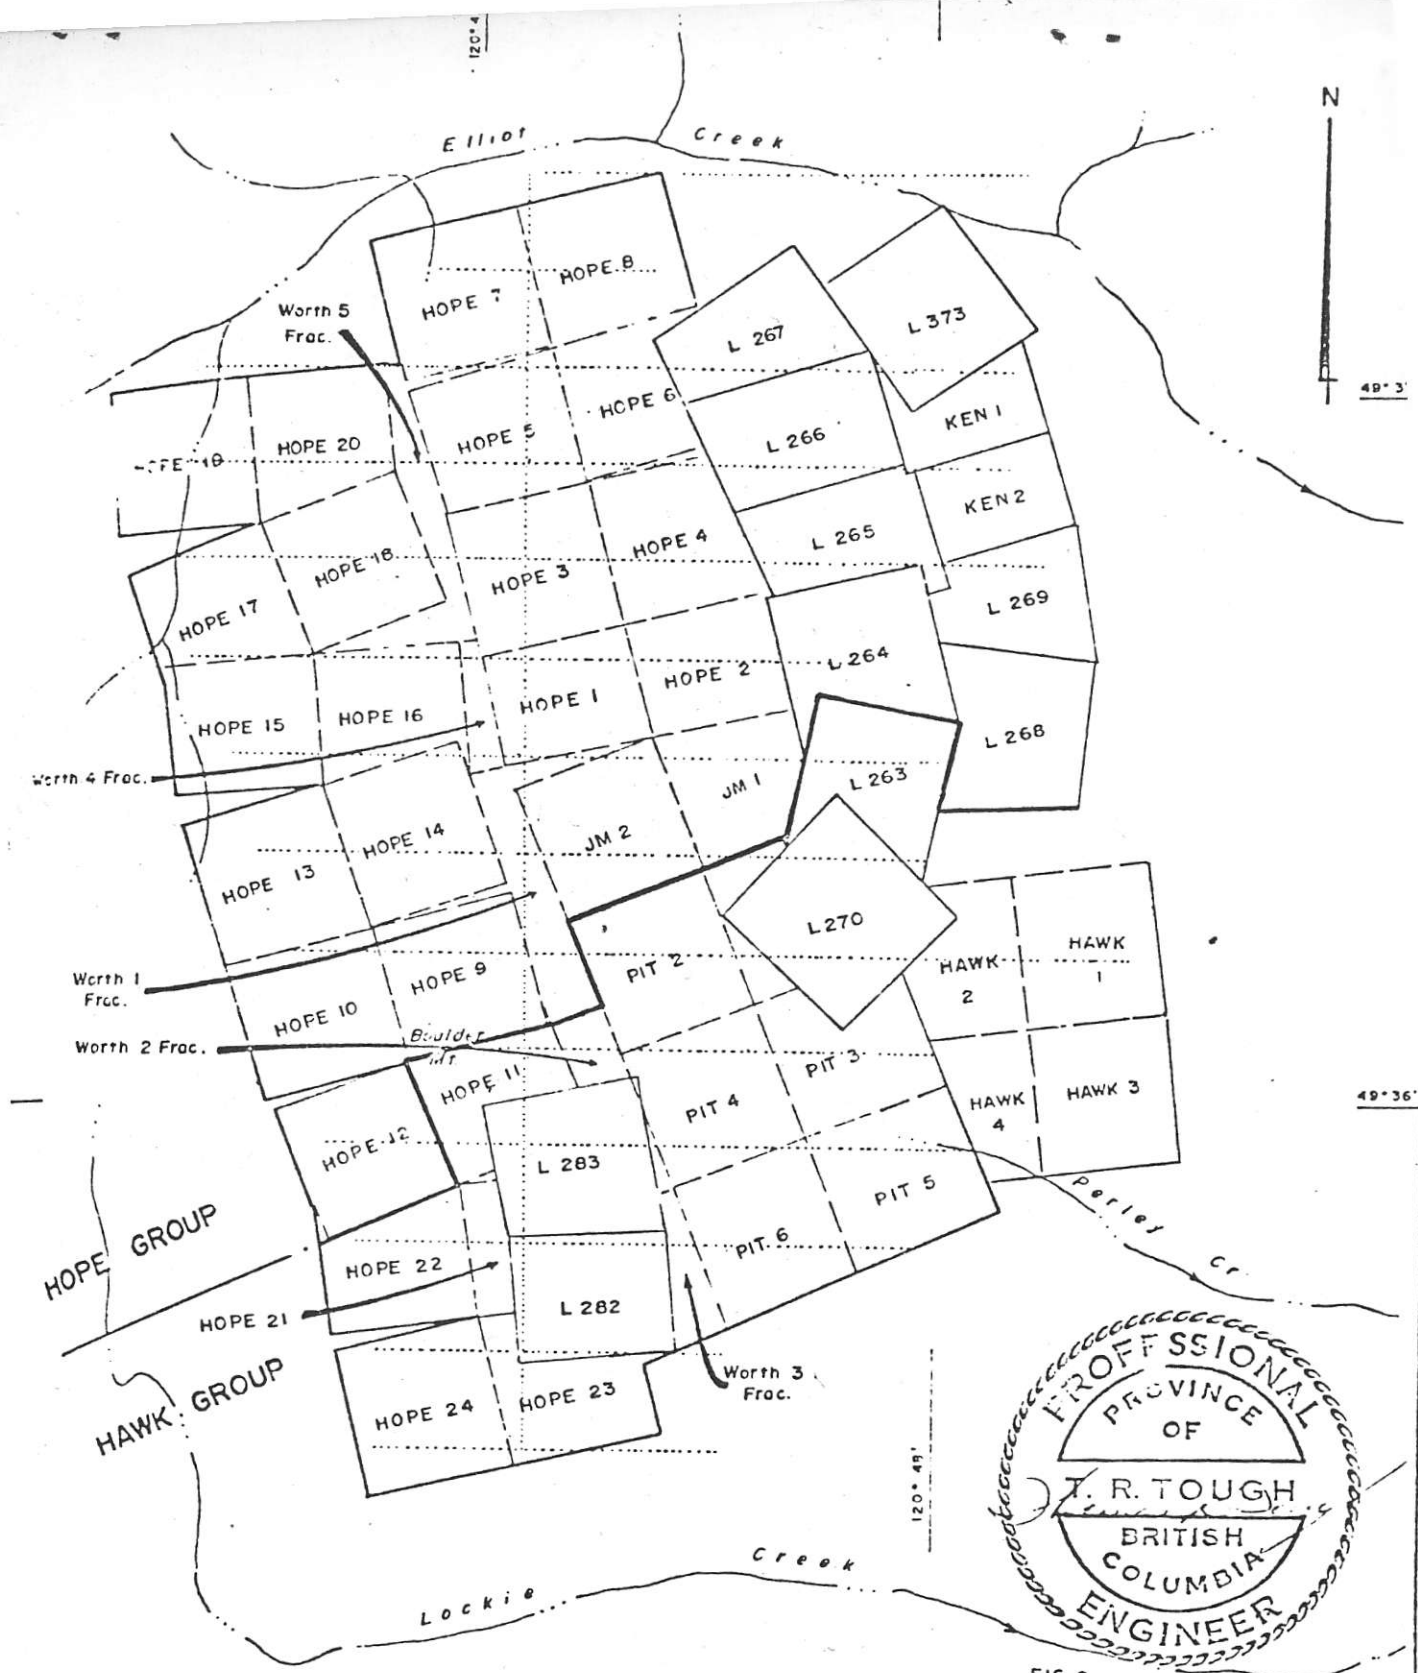 120° 4
Elliot Creek
N
HOPE 8
HOPE 7
Worth 5
Frac.
L 373
L 267
49° 3
HOPE 6
KEN 1
HOPE 5
L 266
HOPE 20
KEN 2
HOPE 4
L 265
HOPE 18
HOPE 3
L 269
HOPE 17
L 264
HOPE 2
HOPE 1
HOPE 16
HOPE 15
L 268
Worth 4 Frac.
L 263
JM 1
JM 2
HOPE 14
HOPE 13
L 270
HAWK
1
PIT 2
HAWK
2
HOPE 9
Worth 1
Frac.
HOPE 10
Boulder
Mt.
Worth 2 Frac.
PIT 3
HOPE 11
HAWK 3
49° 36'
PIT 4
HAWK
4
HOPE 12
L 283
PIT 5
HOPE GROUP
PIT 6
HOPE 22
L 282
HOPE 21
HAWK GROUP
Worth 3
Frac.
HOPE 23
HOPE 24
Cr.
120° 49'
PROFFSSIONAL
PROVINCE
OF
T. R. TOUGH
BRITISH
COLUMBIA
ENGINEER
Lockie Creek